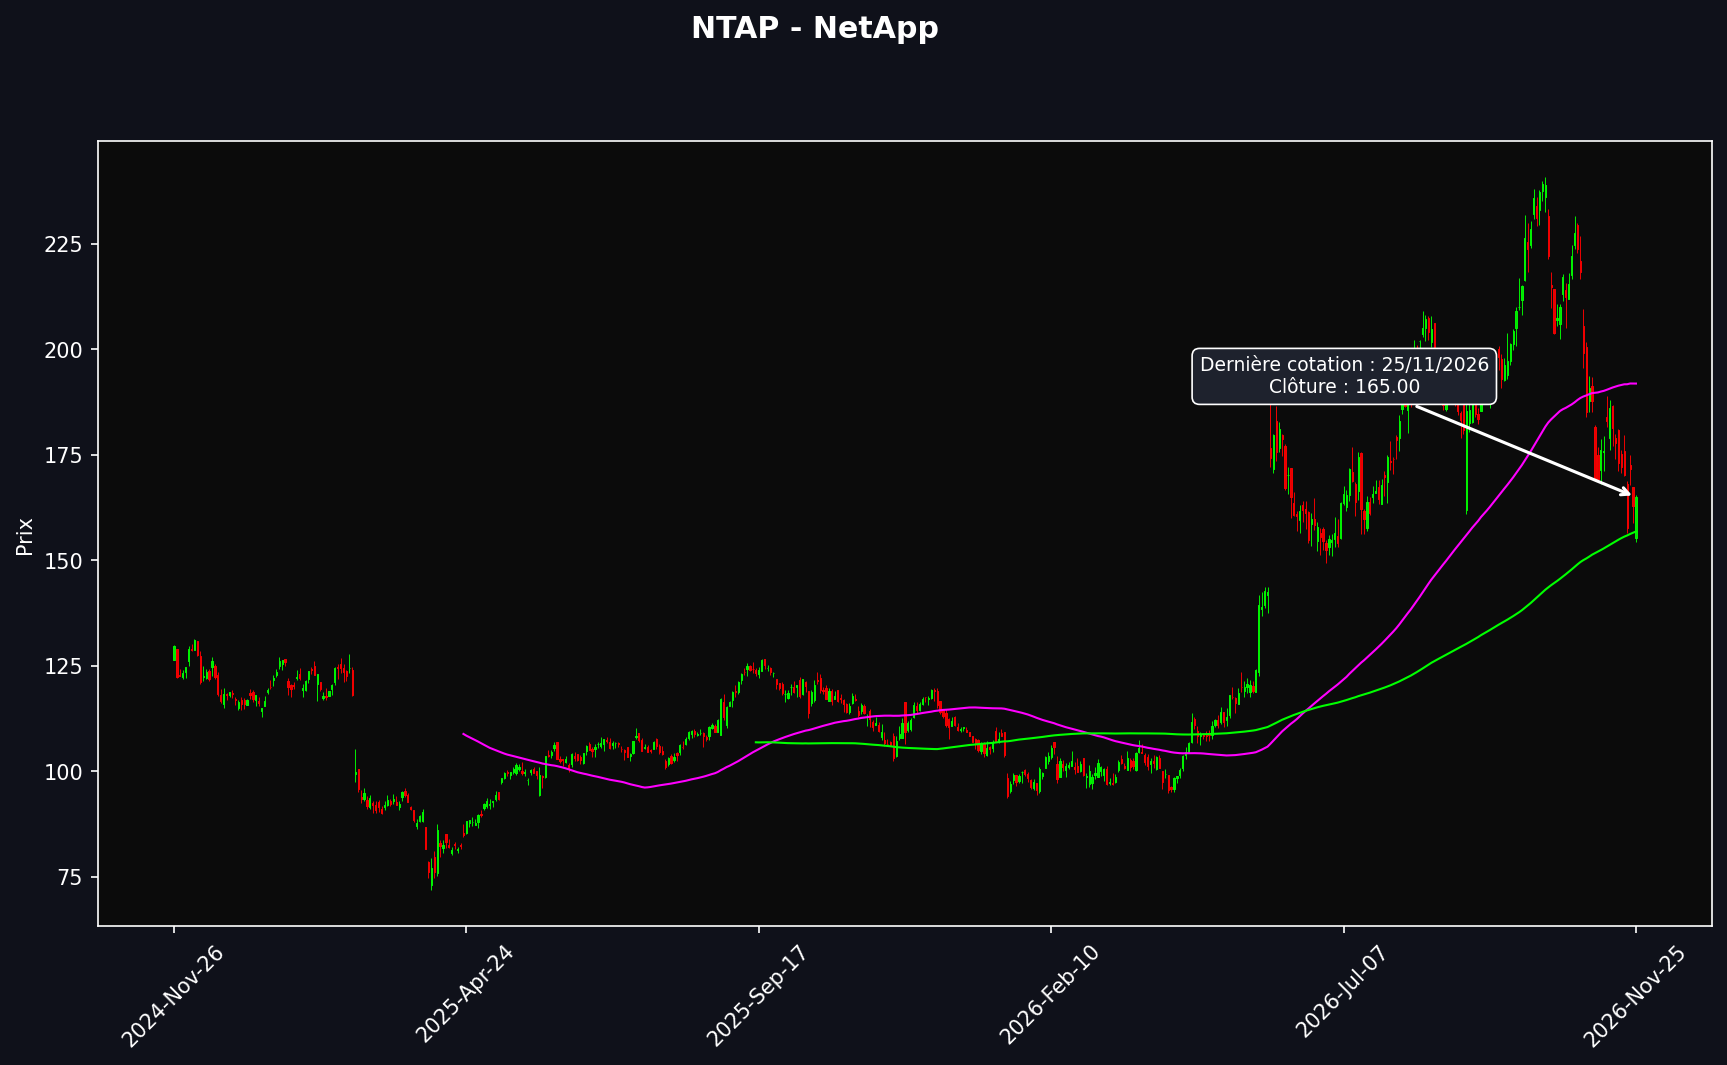 NTAP - NetApp
Prix
225
200
175
150
125
100
75
Dernière cotation : 25/11/2026
Clôture : 165.00
2024-Nov-26
2025-Apr-24
2025-Sep-17
2026-Feb-10
2026-Jul-07
2026-Nov-25